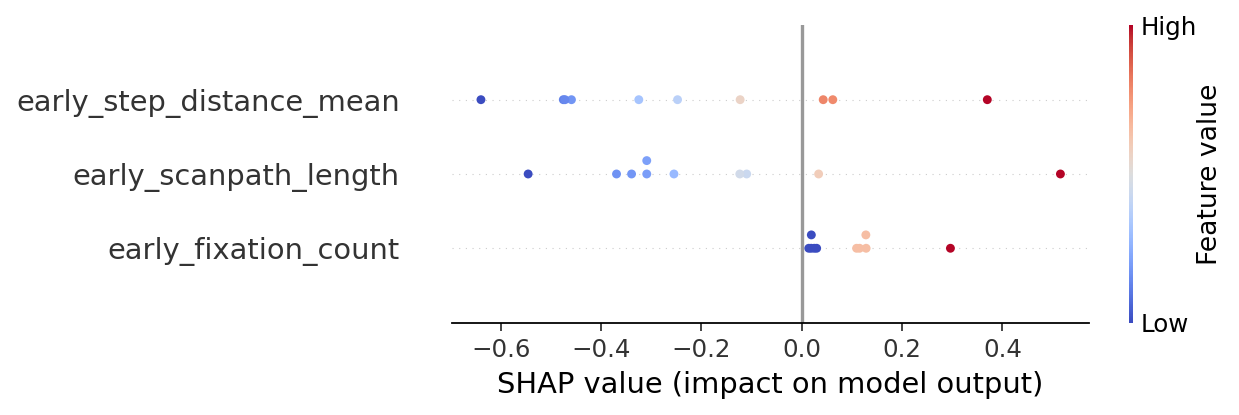 High
early_step_distance_mean
early_scanpath_length
early_fixation_count
Feature value
Low
−0.6 −0.4 −0.2 0.0 0.2 0.4
SHAP value (impact on model output)